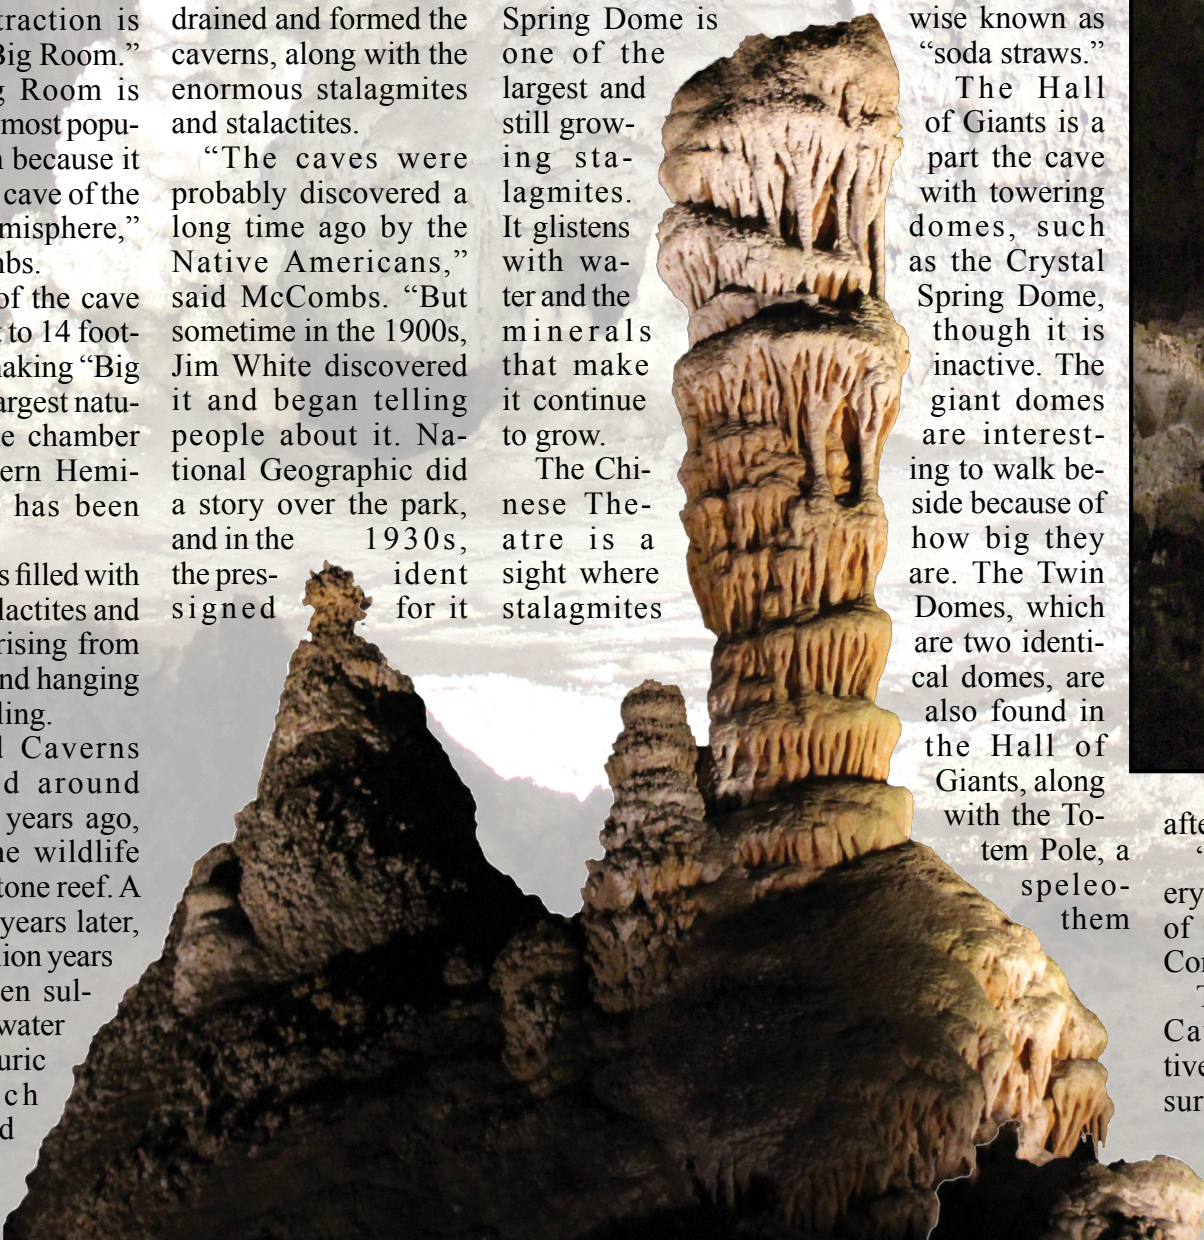 traction is
Big Room.”
g Room is
most popu-
because it
cave of the
misphere,”
mbs.
of the cave
t to 14 foot-
aking “Big
argest natu-
e chamber
ern Hemi-
has been
s filled with
lactites and
rising from
nd hanging
ling.
d Caverns
d around
years ago,
ne wildlife
tone reef. A
years later,
ion years
en sul-
water
uric
ch
d
drained and formed the
caverns, along with the
enormous stalagmites
and stalactites.
“The caves were
probably discovered a
long time ago by the
Native Americans,”
said McCombs. “But
sometime in the 1900s,
Jim White discovered
it and began telling
people about it. Na-
tional Geographic did
a story over the park,
and in the 1930s,
the pres- ident
signed for it
Spring Dome is
one of the
largest and
still grow-
ing sta-
lagmites.
It glistens
with wa-
ter and the
minerals
that make
it continue
to grow.
The Chi-
nese The-
atre is a
sight where
stalagmites
wise known as
“soda straws.”
The Hall
of Giants is a
part the cave
with towering
domes, such
as the Crystal
Spring Dome,
though it is
inactive. The
giant domes
are interest-
ing to walk be-
side because of
how big they
are. The Twin
Domes, which
are two identi-
cal domes, are
also found in
the Hall of
Giants, along
with the To-
tem Pole, a
speleo-
them
afte
“
ery
of
Cor
T
Ca
tive
sur